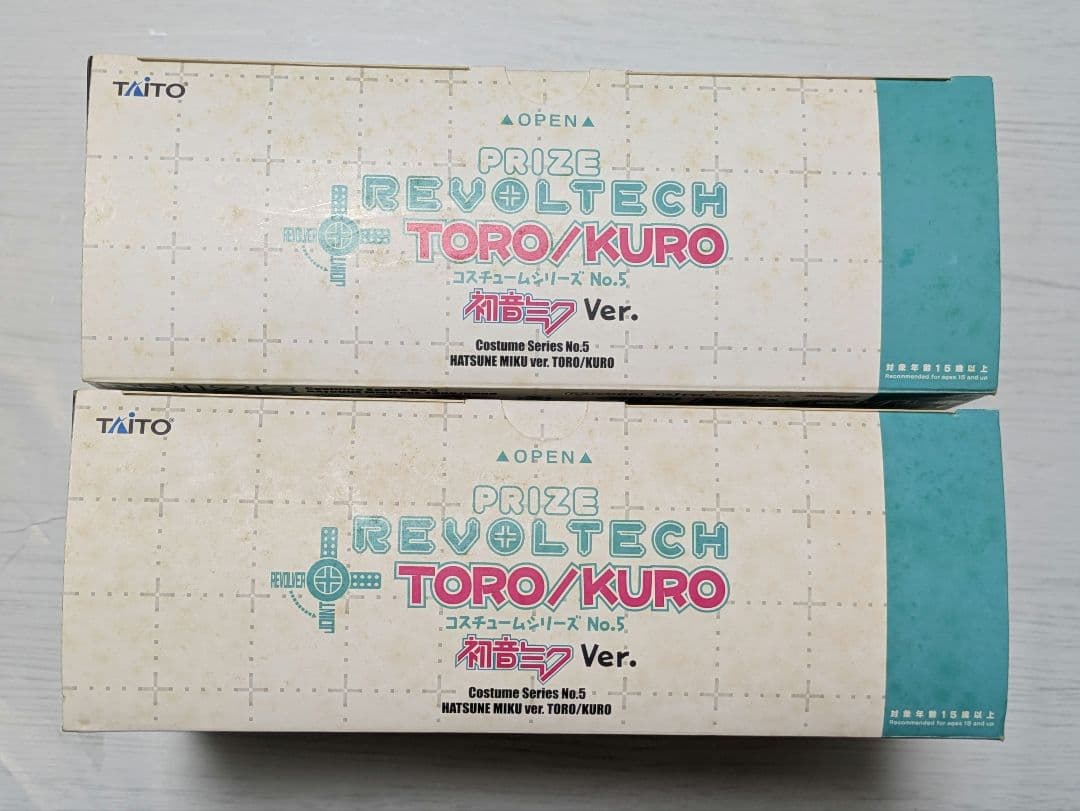 TAITO
▲OPEN▲
PRIZE
REVOLTECH
REVOLVER
JOINT
TORO/KURO
コスチュームシリーズ No.5
初音ミク Ver.
Costume Series No.5
HATSUNE MIKU ver. TORO/KURO
対象年齢15歳以上
Recommended for ages 15 and up
TAITO
▲OPEN▲
PRIZE
REVOLTECH
REVOLVER
JOINT
TORO/KURO
コスチュームシリーズ No.5
初音ミク Ver.
Costume Series No.5
HATSUNE MIKU ver. TORO/KURO
対象年齢15歳以上
Recommended for ages 15 and up